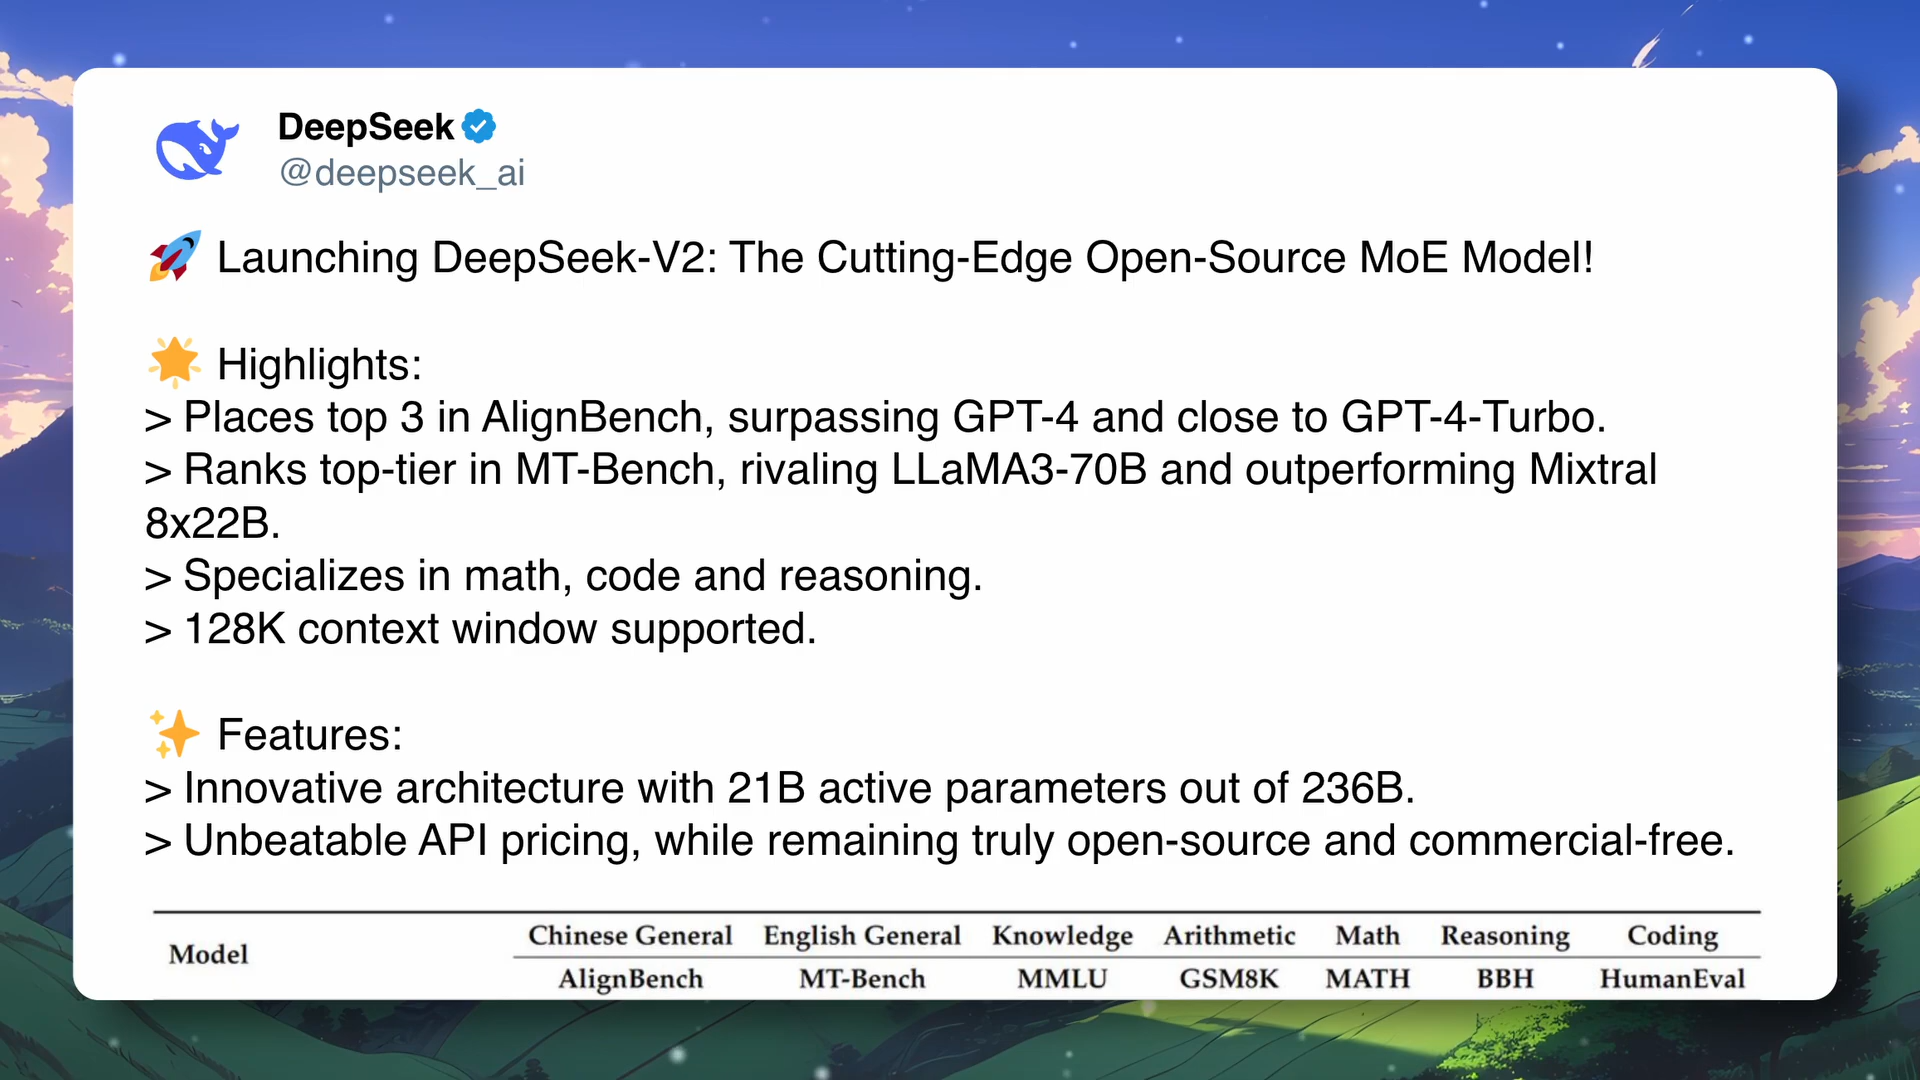 DeepSeek
@deepseek_ai
🚀 Launching DeepSeek-V2: The Cutting-Edge Open-Source MoE Model!
🌟 Highlights:
> Places top 3 in AlignBench, surpassing GPT-4 and close to GPT-4-Turbo.
> Ranks top-tier in MT-Bench, rivaling LLaMA3-70B and outperforming Mixtral
8x22B.
> Specializes in math, code and reasoning.
> 128K context window supported.
✨ Features:
> Innovative architecture with 21B active parameters out of 236B.
> Unbeatable API pricing, while remaining truly open-source and commercial-free.
Model
Chinese General English General Knowledge Arithmetic Math Reasoning Coding
AlignBench MT-Bench MMLU GSM8K MATH BBH HumanEval